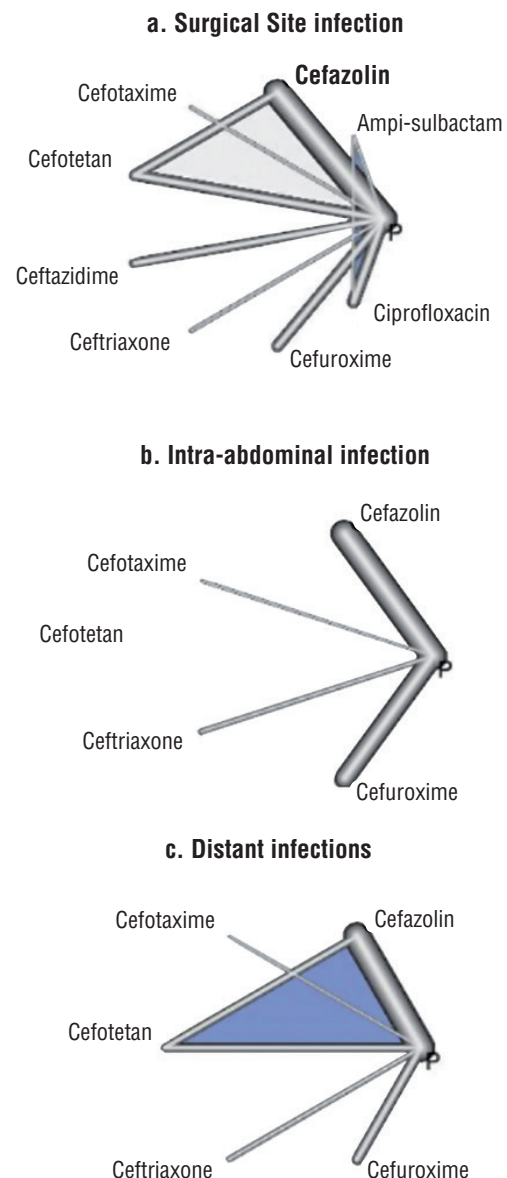 a. Surgical Site infection
Cefazolin
Cefotaxime
Ampi-sulbactam
Cefotetan
P
Ceftazidime
Ciprofloxacin
Ceftriaxone
Cefuroxime
b. Intra-abdominal infection
Cefazolin
Cefotaxime
Cefotetan
P
Ceftriaxone
Cefuroxime
c. Distant infections
Cefotaxime
Cefazolin
Cefotetan
P
Ceftriaxone
Cefuroxime